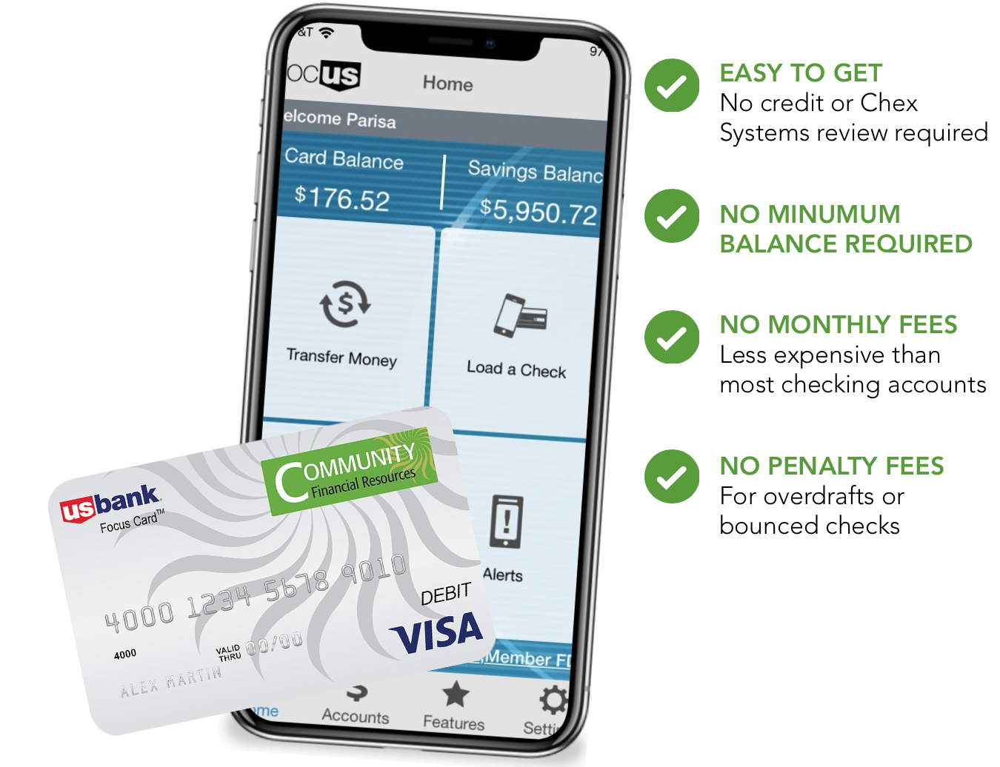 &T
97
ocus
Home
elcome Parisa
Card Balance
Savings Balanc
$176.52
$5,950.72
Transfer Money
Load a Check
Alerts
,Member FD
ome
Accounts
Features
Settin
usbank
Focus Card™
COMMUNITY
Financial Resources
4000 1234 5678 9010
4000
VALID
THRU
00/00
ALEX MARTIN
DEBIT
VISA
EASY TO GET
No credit or Chex
Systems review required
NO MINUMUM
BALANCE REQUIRED
NO MONTHLY FEES
Less expensive than
most checking accounts
NO PENALTY FEES
For overdrafts or
bounced checks